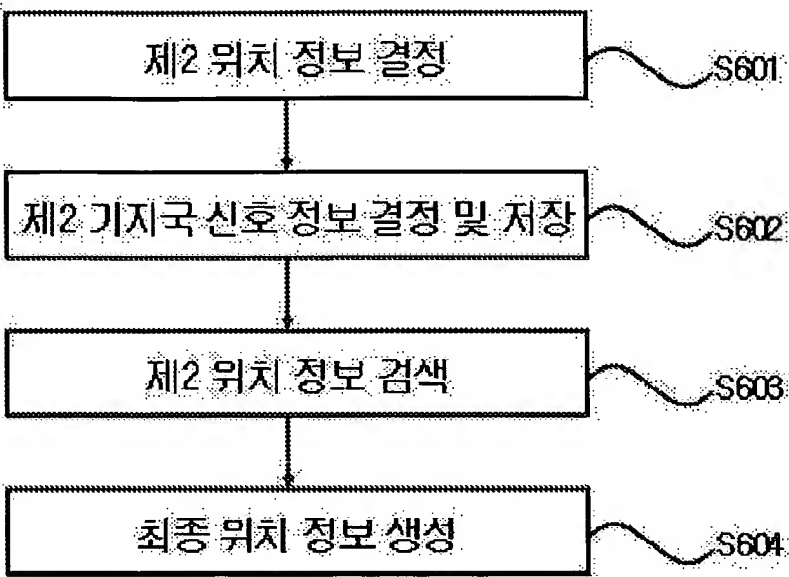 제2 위치 정보 결정
S601
제2 기지국 신호 정보 결정 및 저장
S602
제2 위치 정보 검색
S603
최종 위치 정보 생성
S604